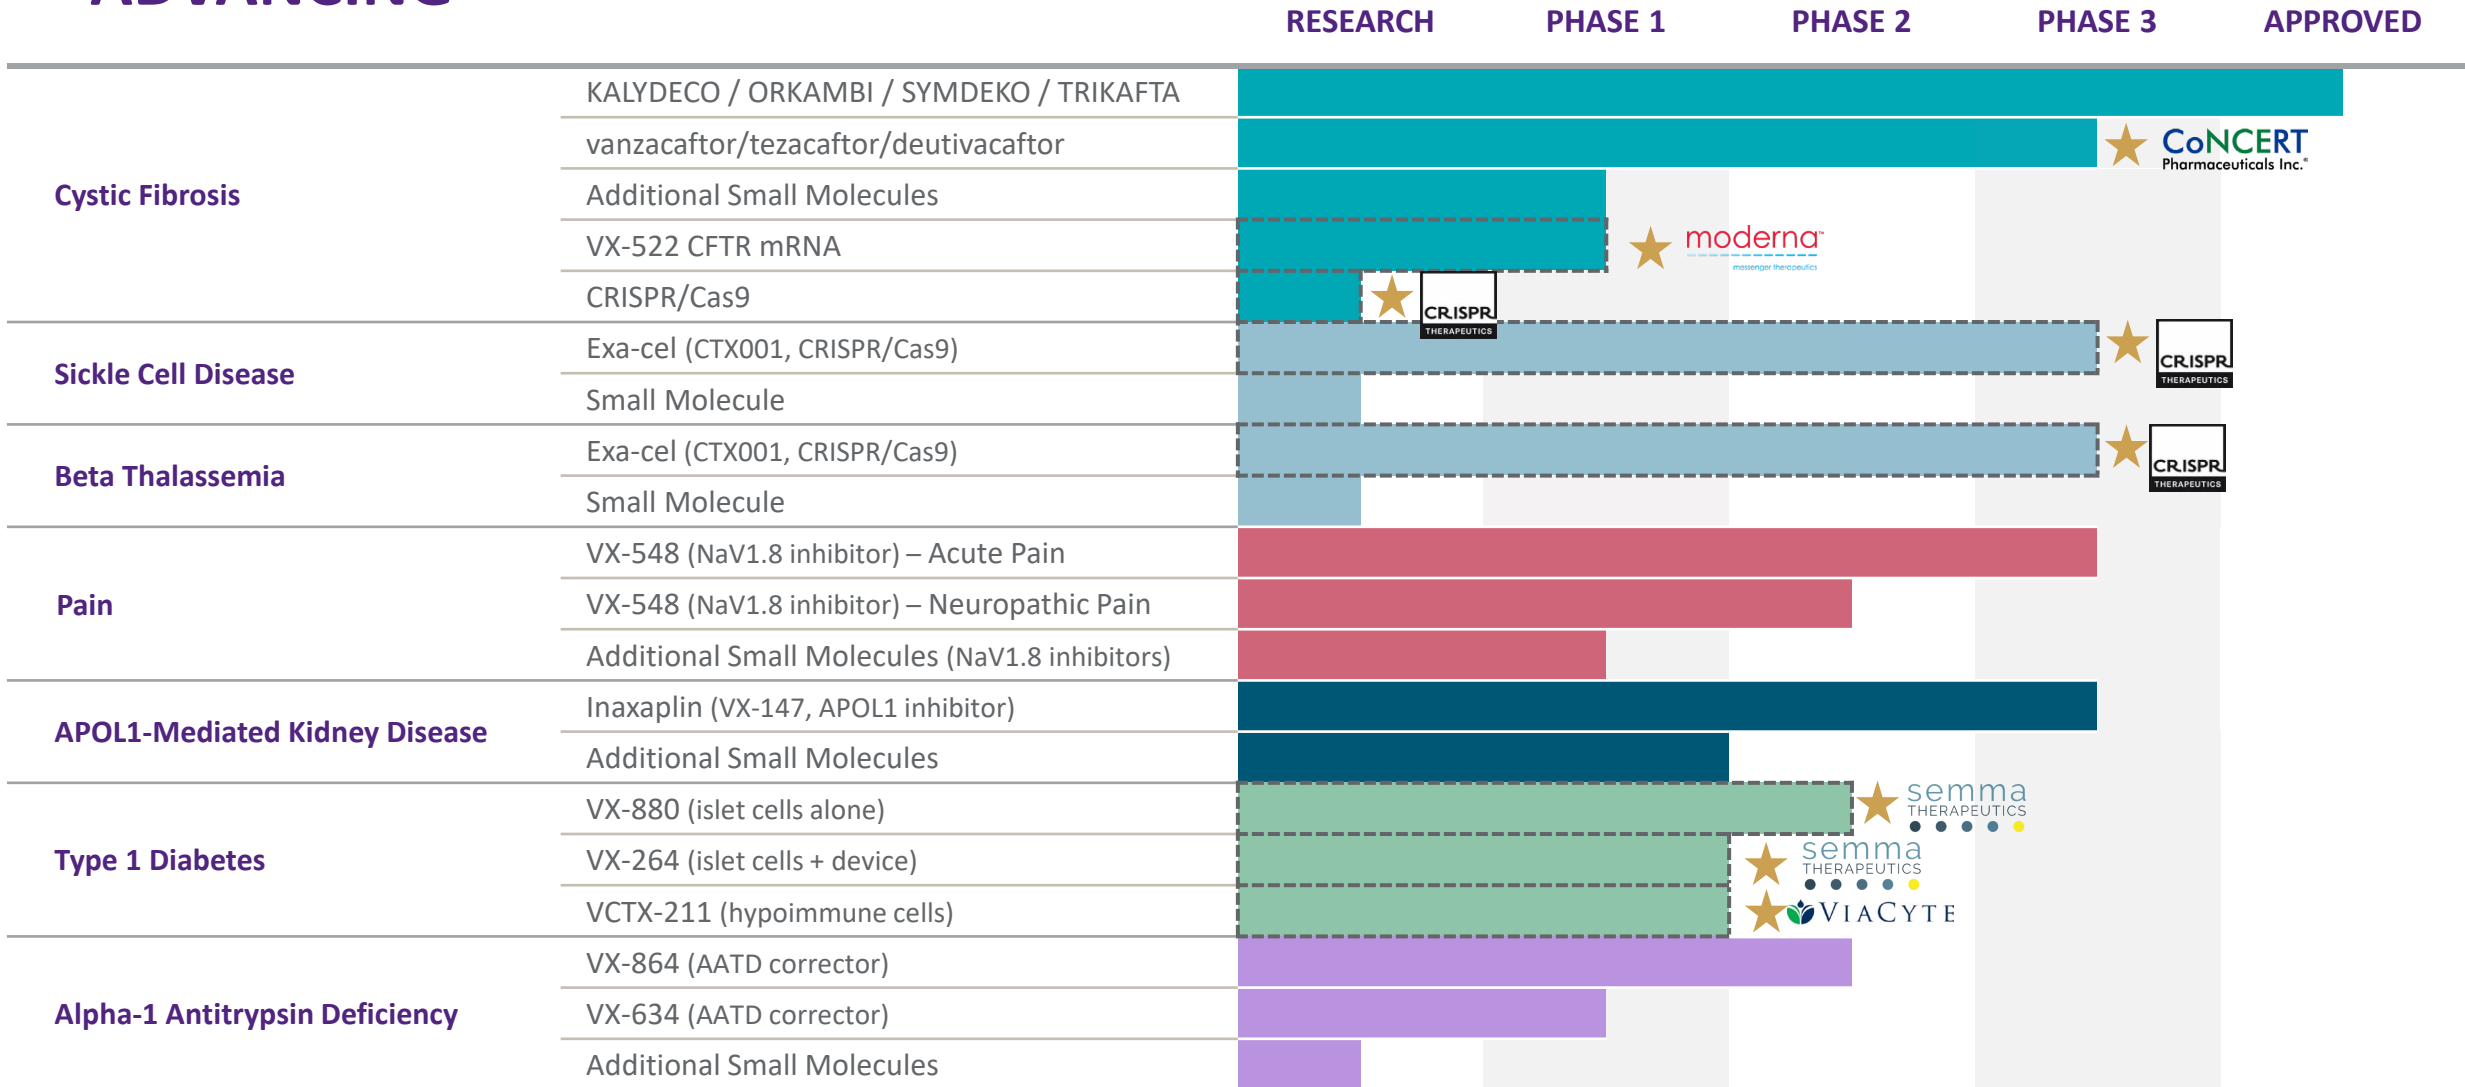 ADVANCING
RESEARCH PHASE 1 PHASE 2 PHASE 3 APPROVED
KALYDECO / ORKAMBI / SYMDEKO / TRIKAFTA
vanzacaftor/tezacaftor/deutivacaftor
CoNCERT
Pharmaceuticals Inc.®
Cystic Fibrosis
Additional Small Molecules
VX-522 CFTR mRNA
moderna™
messenger therapeutics
CRISPR/Cas9
CRISPR
THERAPEUTICS
Sickle Cell Disease
Exa-cel (CTX001, CRISPR/Cas9)
CRISPR
THERAPEUTICS
Small Molecule
Beta Thalassemia
Exa-cel (CTX001, CRISPR/Cas9)
CRISPR
THERAPEUTICS
Small Molecule
Pain
VX-548 (NaV1.8 inhibitor) – Acute Pain
VX-548 (NaV1.8 inhibitor) – Neuropathic Pain
Additional Small Molecules (NaV1.8 inhibitors)
APOL1-Mediated Kidney Disease
Inaxaplin (VX-147, APOL1 inhibitor)
Additional Small Molecules
Type 1 Diabetes
VX-880 (islet cells alone)
semma
THERAPEUTICS
VX-264 (islet cells + device)
semma
THERAPEUTICS
VCTX-211 (hypoimmune cells)
VIACYTE
Alpha-1 Antitrypsin Deficiency
VX-864 (AATD corrector)
VX-634 (AATD corrector)
Additional Small Molecules